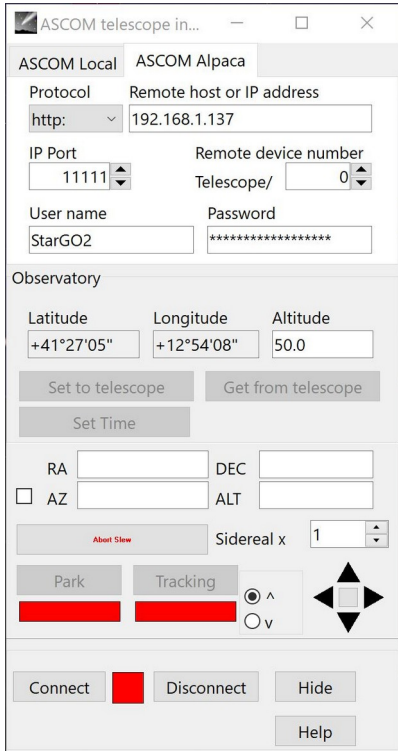 ASCOM telescope in...
ASCOM Local ASCOM Alpaca
Protocol Remote host or IP address
http: 192.168.1.137
IP Port Remote device number
11111 Telescope/ 0
User name Password
StarGO2 ******************
Observatory
Latitude Longitude Altitude
+41°27'05" +12°54'08" 50.0
Set to telescope Get from telescope
Set Time
RA DEC
AZ ALT
Abort Slew Sidereal x 1
Park Tracking
^
v
Connect Disconnect Hide
Help